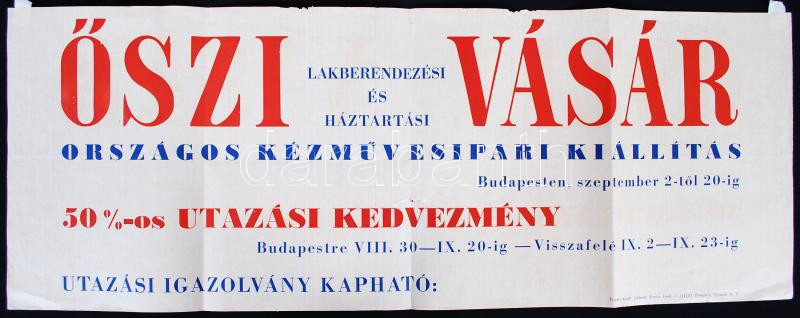 ŐSZI VÁSÁR
LAKBERENDEZÉSI
ÉS
HÁZTARTÁSI
ORSZÁGOS KÉZMŰVESIPARI KIÁLLÍTÁS
Budapesten, szeptember 2-től 20-ig
50%-os UTAZÁSI KEDVEZMÉNY
Budapestre VIII. 30—IX. 20-ig — Visszafelé IX. 2—IX. 23-ig
UTAZÁSI IGAZOLVÁNY KAPHATÓ:
darabanth